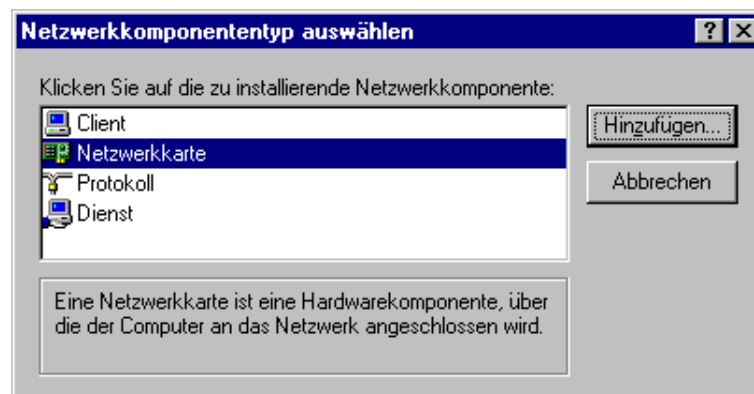 Netzwerkkomponententyp auswählen
Klicken Sie auf die zu installierende Netzwerkkomponente:
Client
Netzwerkkarte
Protokoll
Dienst
Hinzufügen...
Abbrechen
Eine Netzwerkkarte ist eine Hardwarekomponente, über
die der Computer an das Netzwerk angeschlossen wird.